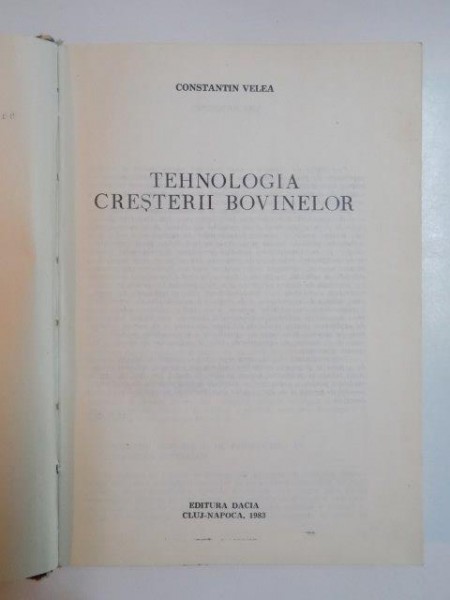 CONSTANTIN VELEA
TEHNOLOGIA
CREȘTERII BOVINELOR
EDITURA DACIA
CLUJ-NAPOCA, 1983